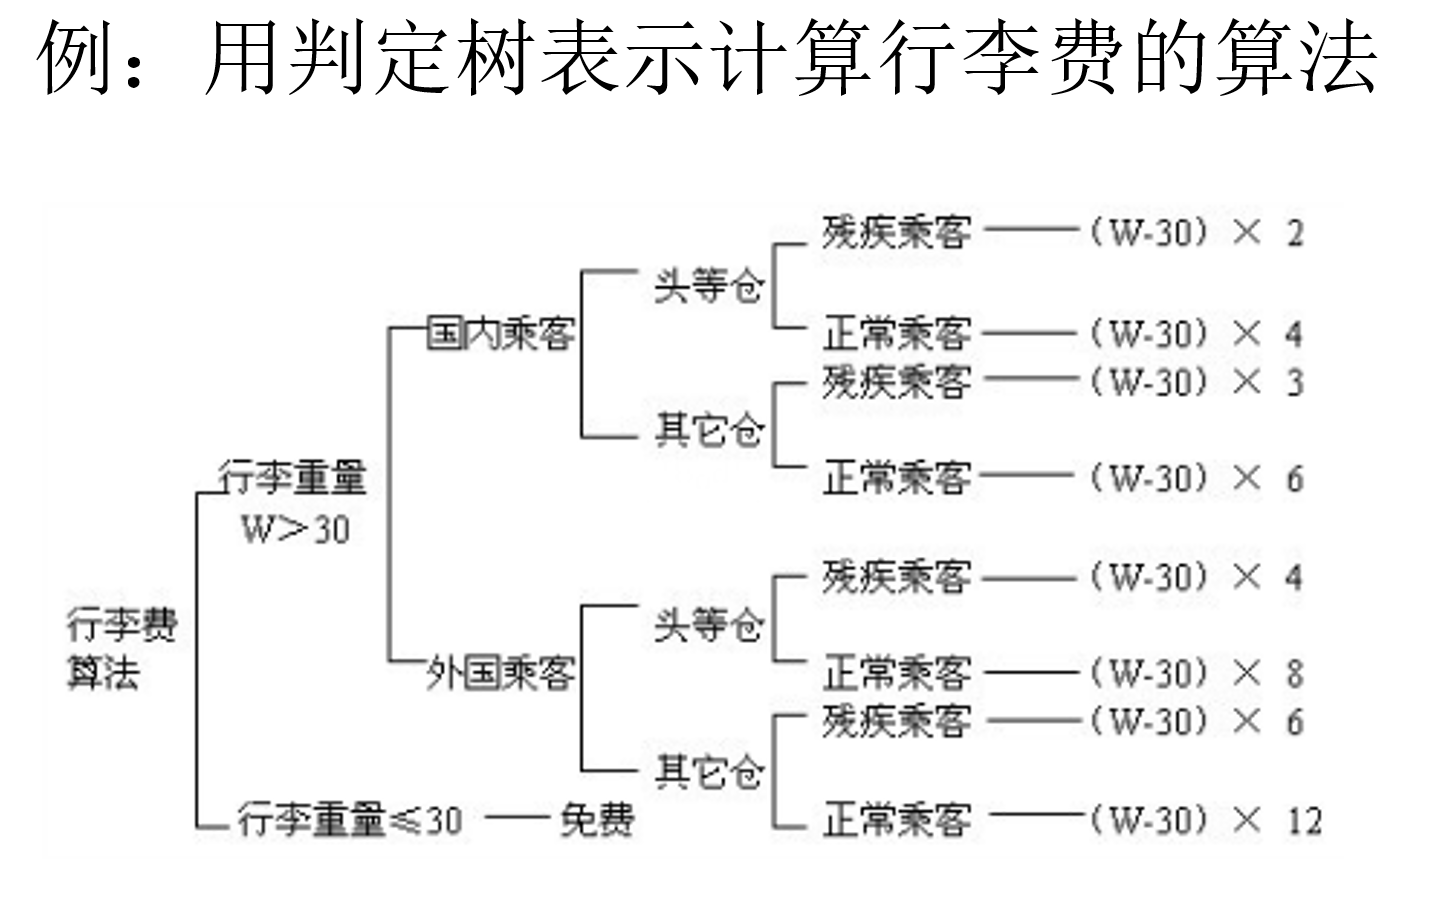 例：用判定树表示计算行李费的算法
残疾乘客 (W-30) × 2
头等仓
国内乘客
正常乘客 (W-30) × 4
残疾乘客 (W-30) × 3
其它仓
行李重量
正常乘客 (W-30) × 6
W＞30
残疾乘客 (W-30) × 4
行李费
头等仓
算法
外国乘客
正常乘客 (W-30) × 8
残疾乘客 (W-30) × 6
其它仓
行李重量≤30 免费
正常乘客 (W-30) × 12